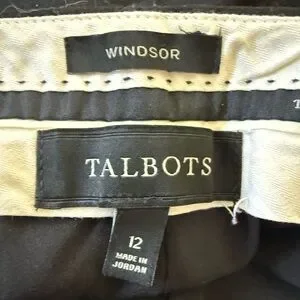 WINDSOR
TALBOTS
12
MADE IN
JORDAN